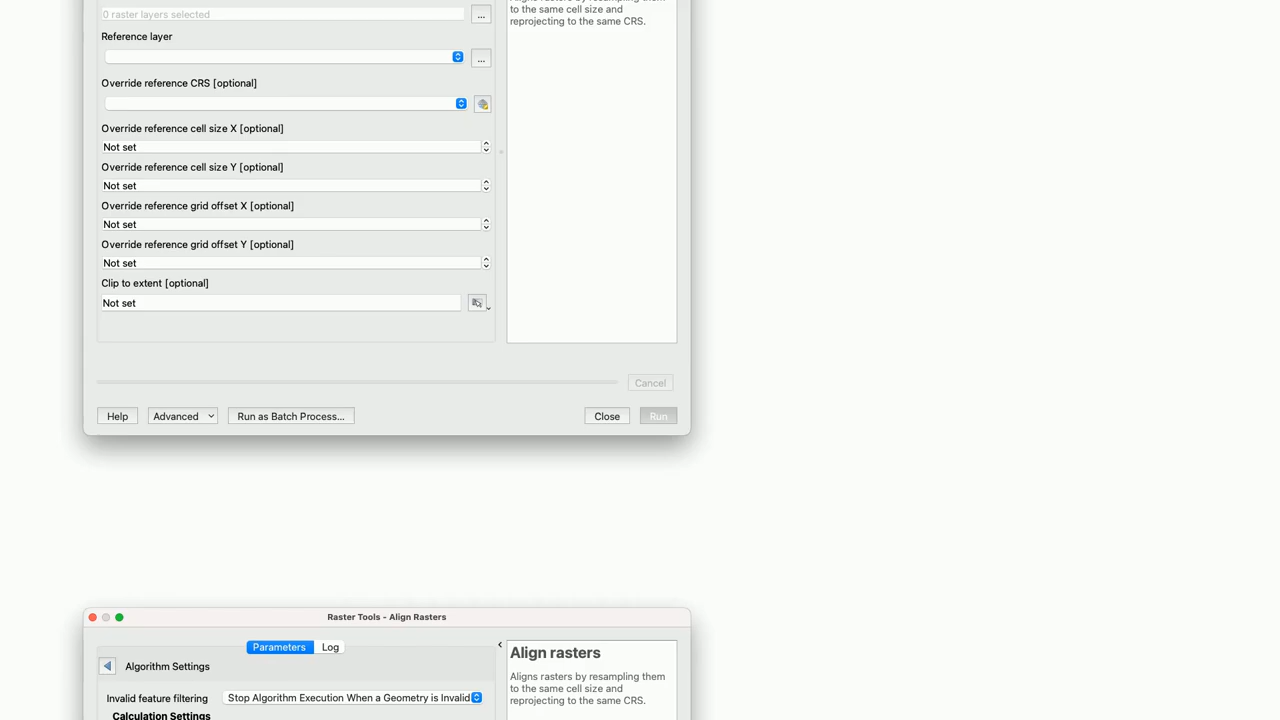 0 raster layers selected
...
to the same cell size and
reprojecting to the same CRS.
Reference layer
...
Override reference CRS [optional]
Override reference cell size X [optional]
Not set
Override reference cell size Y [optional]
Not set
Override reference grid offset X [optional]
Not set
Override reference grid offset Y [optional]
Not set
Clip to extent [optional]
Not set
Cancel
Help
Advanced
Run as Batch Process...
Close
Run
Raster Tools - Align Rasters
Parameters
Log
Algorithm Settings
Invalid feature filtering
Stop Algorithm Execution When a Geometry is Invalid
Calculation Settings
Align rasters
Aligns rasters by resampling them
to the same cell size and
reprojecting to the same CRS.